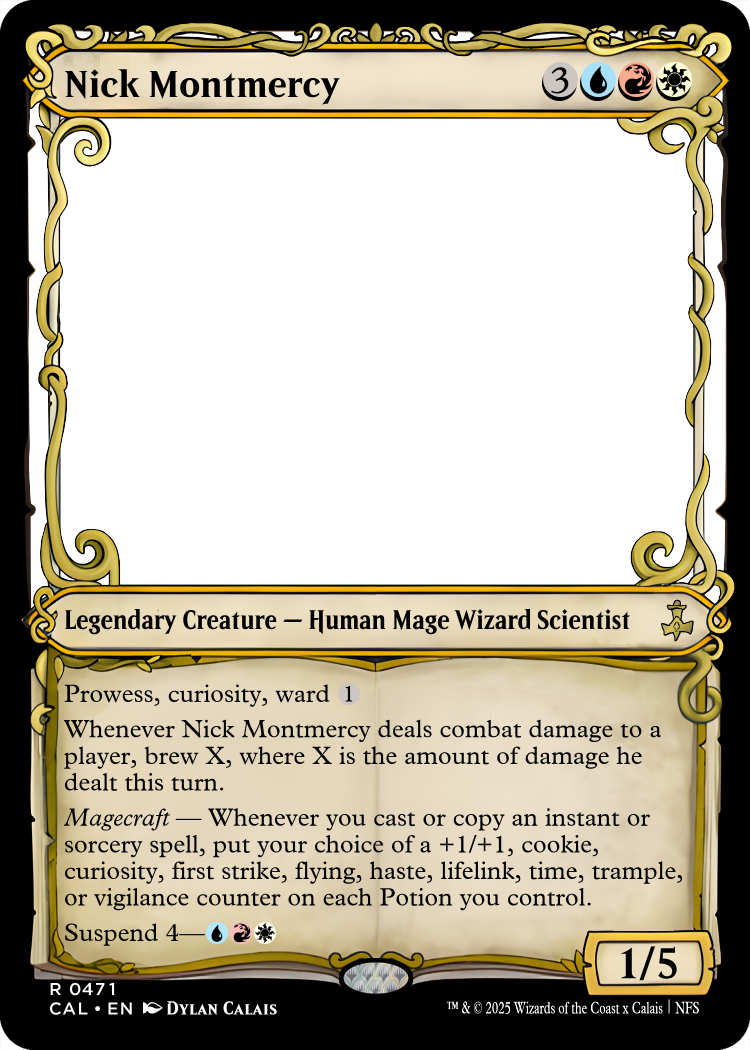 Nick Montmercy 3
Legendary Creature — Human Mage Wizard Scientist
Prowess, curiosity, ward 1
Whenever Nick Montmercy deals combat damage to a
player, brew X, where X is the amount of damage he
dealt this turn.
Magecraft — Whenever you cast or copy an instant or
sorcery spell, put your choice of a +1/+1, cookie,
curiosity, first strike, flying, haste, lifelink, time, trample,
or vigilance counter on each Potion you control.
Suspend 4—
1/5
R 0471
CAL • EN DYLAN CALAIS
™ & © 2025 Wizards of the Coast x Calais | NFS